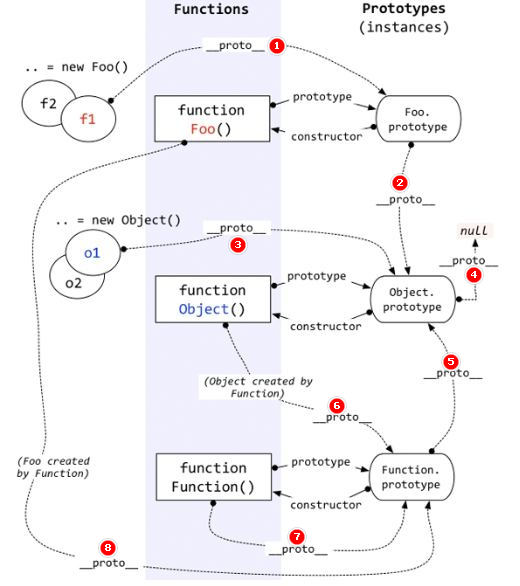 Functions
Prototypes
(instances)
__proto__ 1
.. = new Foo()
f2
f1
function
Foo()
prototype
constructor
Foo.
prototype
2
__proto__
.. = new Object()
o1
o2
__proto__
3
null
__proto__
4
function
Object()
prototype
constructor
Object.
prototype
5
__proto__
(Object created by
Function)
6
__proto__
(Foo created
by Function)
function
Function()
prototype
constructor
Function.
prototype
7
__proto__
8
__proto__